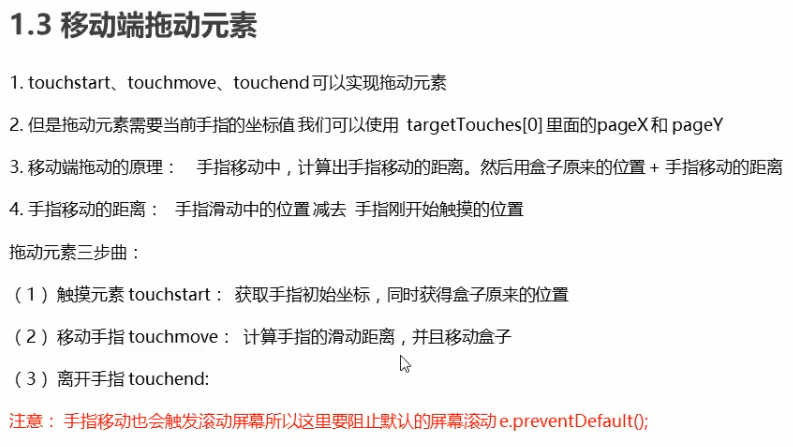 1.3 移动端拖动元素
1. touchstart、touchmove、touchend 可以实现拖动元素
2. 但是拖动元素需要当前手指的坐标值 我们可以使用 targetTouches[0] 里面的pageX 和 pageY
3. 移动端拖动的原理： 手指移动中，计算出手指移动的距离。然后用盒子原来的位置 + 手指移动的距离
4. 手指移动的距离： 手指滑动中的位置 减去 手指刚开始触摸的位置
拖动元素三步曲：
（1） 触摸元素 touchstart： 获取手指初始坐标，同时获得盒子原来的位置
（2） 移动手指 touchmove： 计算手指的滑动距离，并且移动盒子
（3） 离开手指 touchend:
注意： 手指移动也会触发滚动屏幕所以这里要阻止默认的屏幕滚动 e.preventDefault();